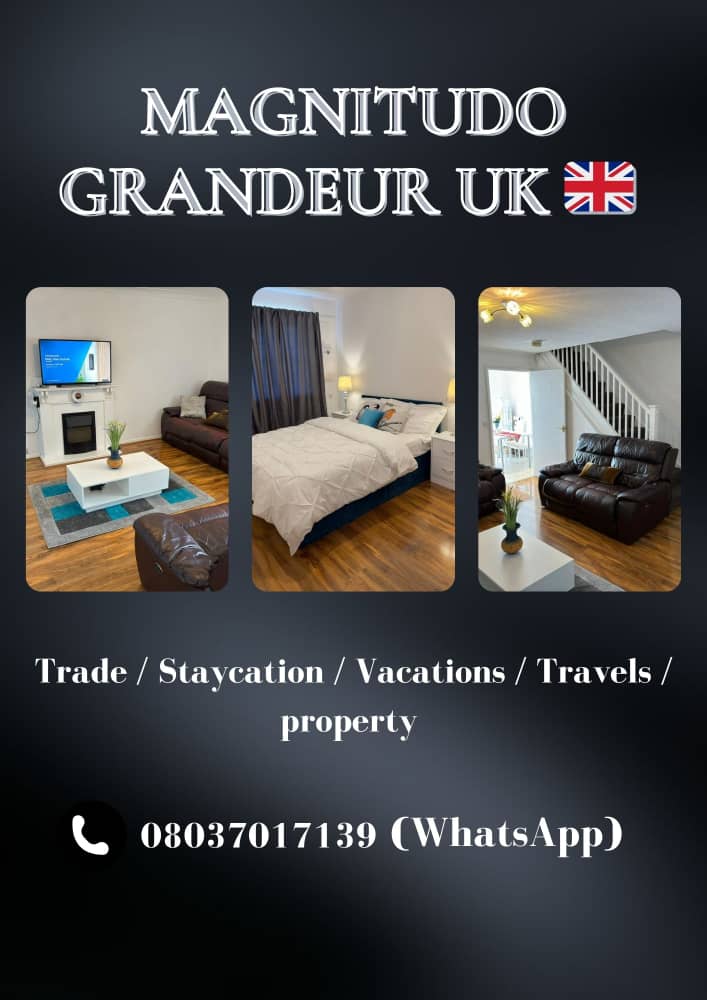 MAGNITUDO
GRANDEUR UK 🇬🇧
Trade / Staycation / Vacations / Travels /
property
08037017139 (WhatsApp)